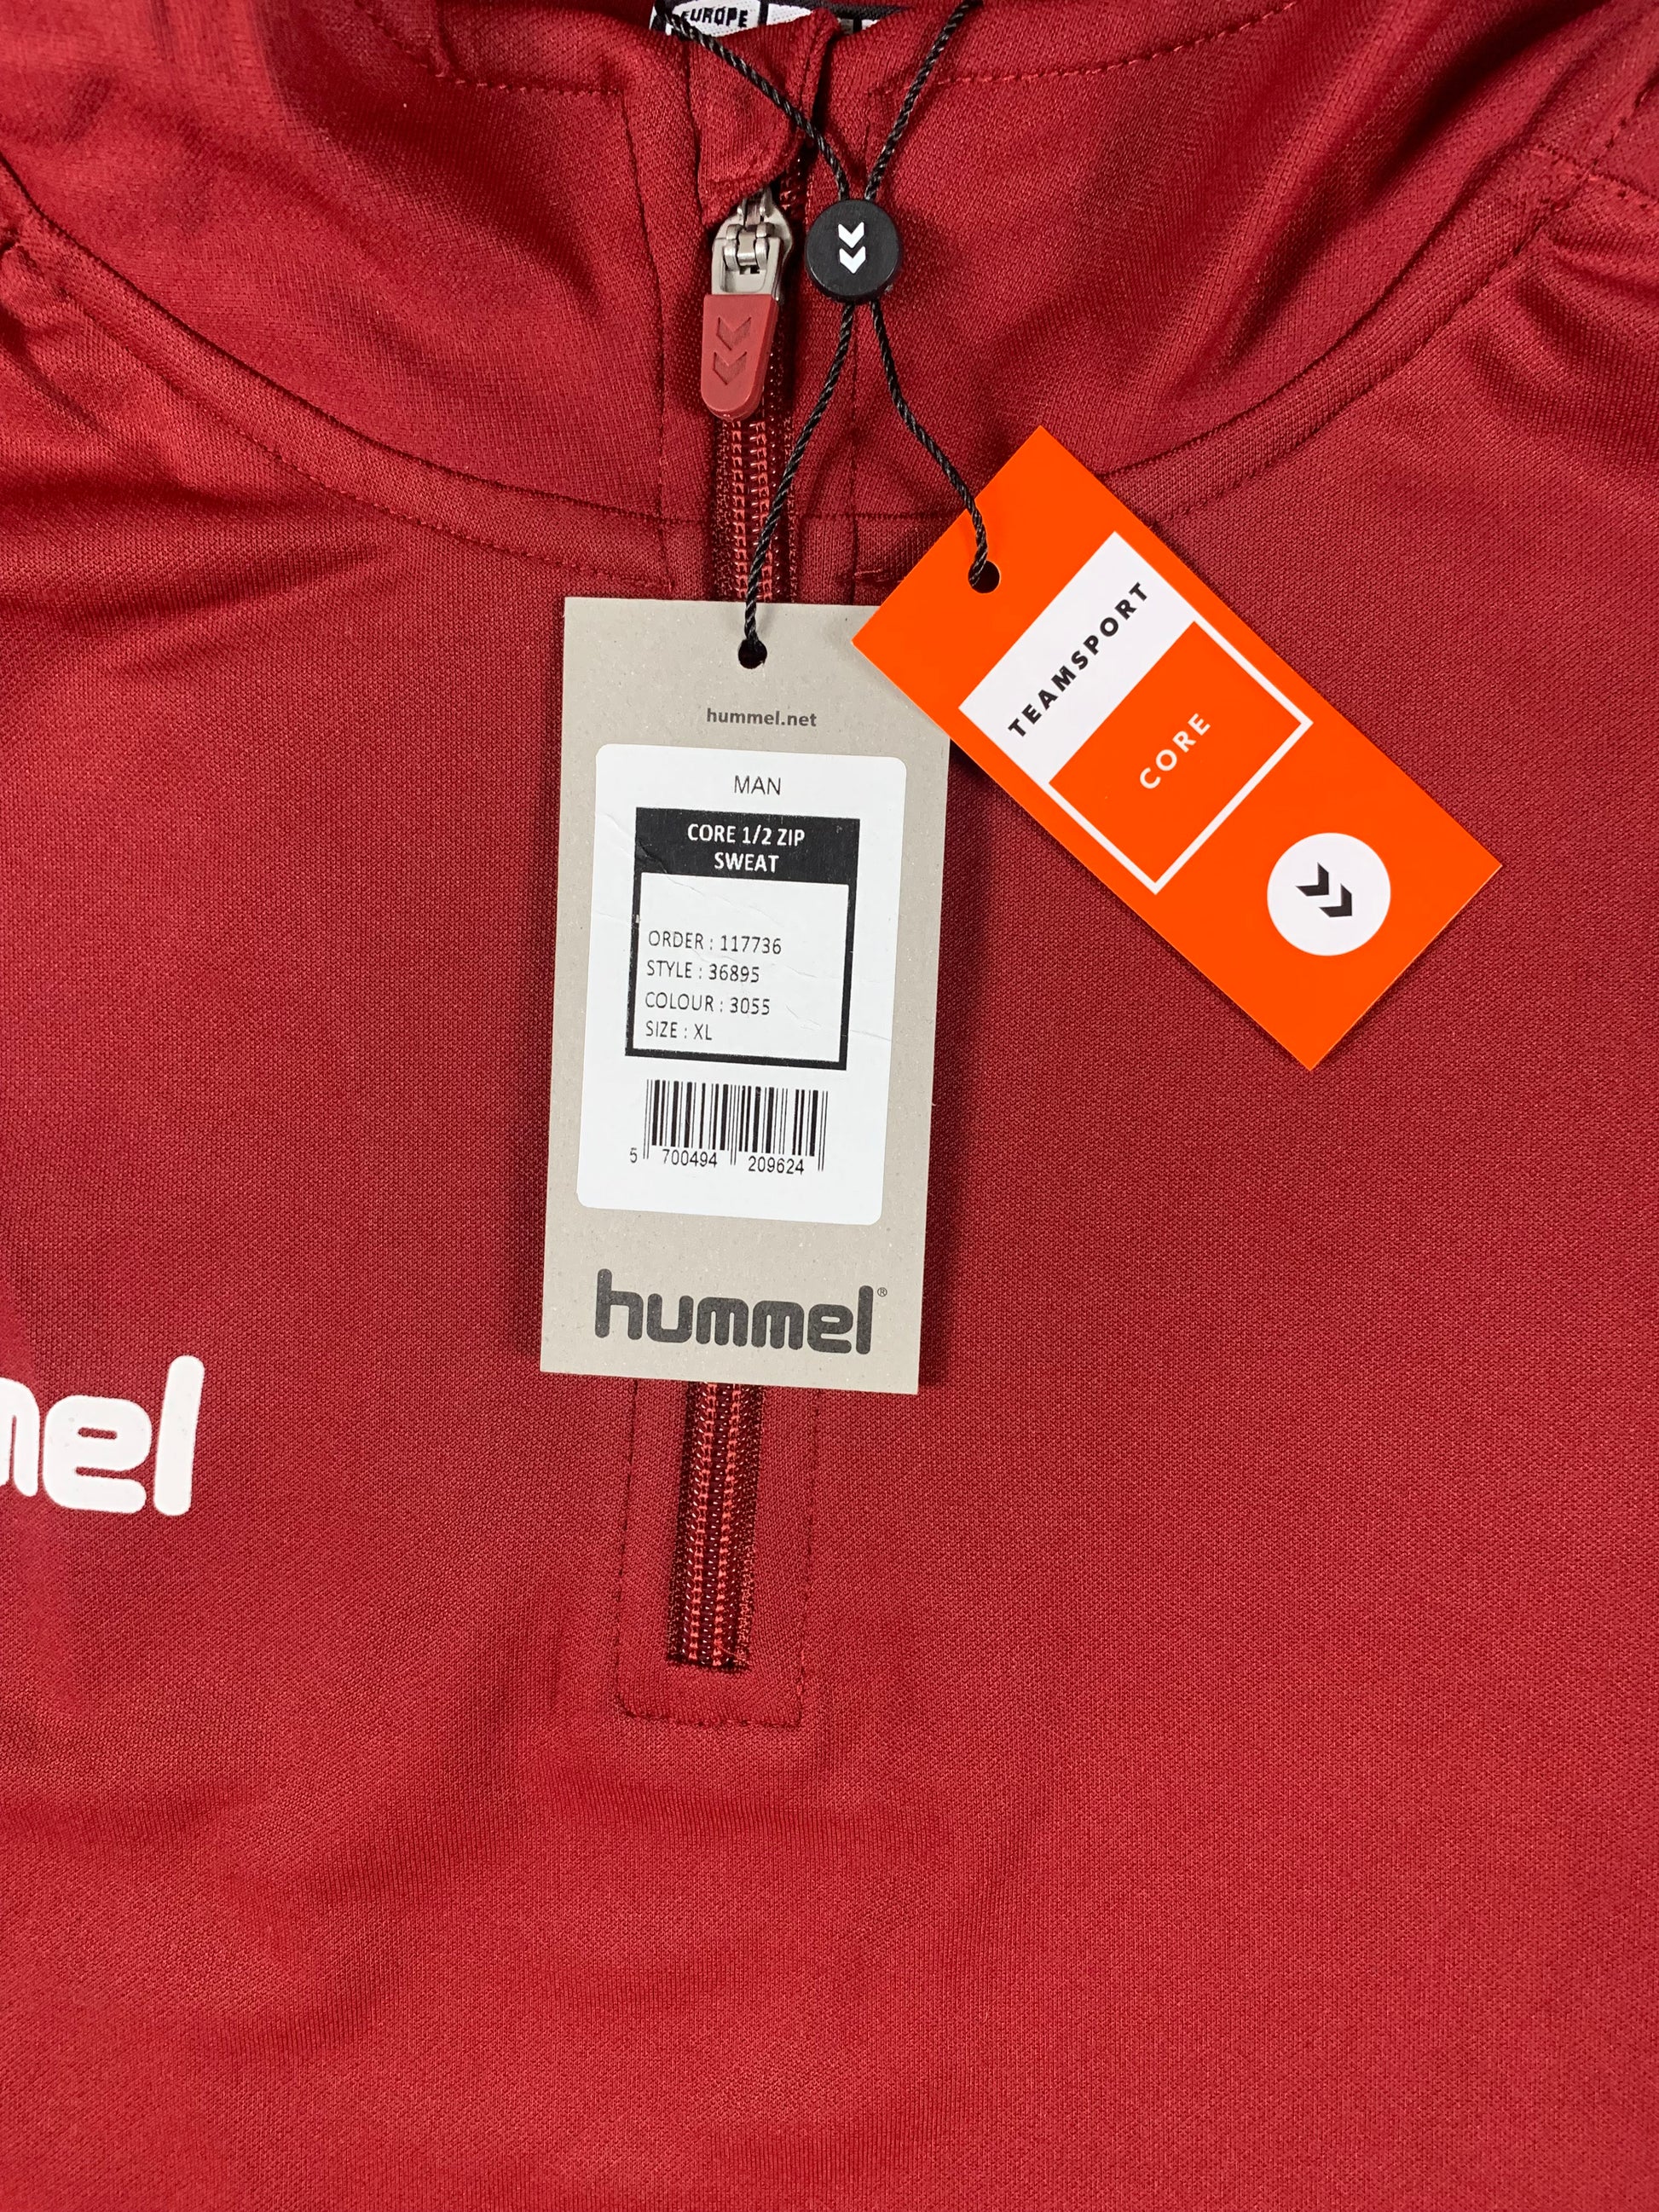 EUROPE
TEAMSPORT
CORE
hummel.net
MAN
CORE 1/2 ZIP
SWEAT
ORDER : 117736
STYLE : 36895
COLOUR : 3055
SIZE : XL
5 700494 209624
hummel®
mel